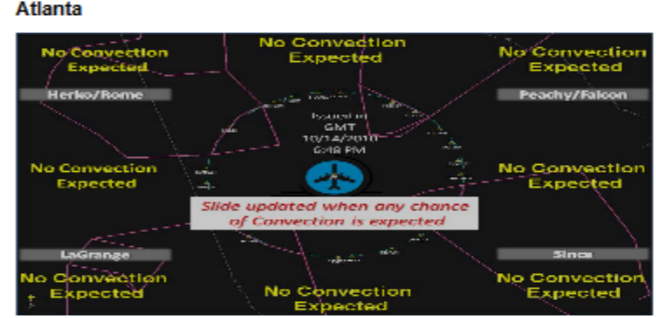 Atlanta
No Convection
Expected
No Convection
Expected
No Convection
Expected
Herko/Rome
Peachy/Falcon
Issued in
GMT
10/14/2010
6:48 PM
No Convection
Expected
No Convection
Expected
Slide updated when any chance
of Convection is expected
LaGrange
Sinca
No Convection
Expected
No Convection
Expected
No Convection
Expected